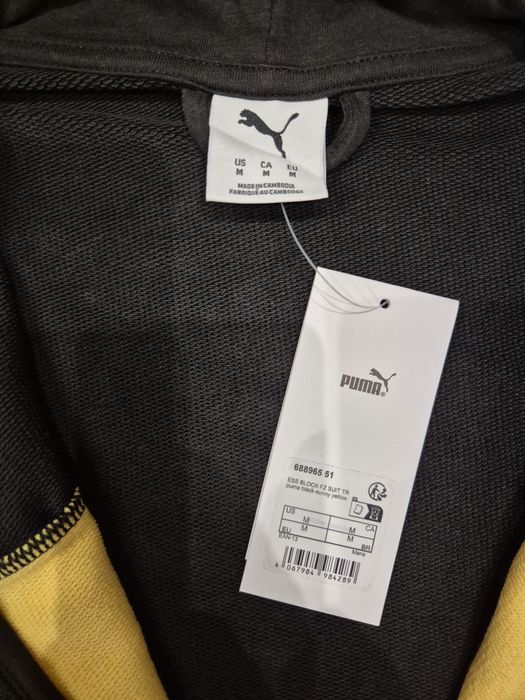 US CA EU
M M M
MADE IN CAMBODIA
FABRIQUÉ AU CAMBODGE
PUMA®
688965 51
ESS BLOCK FZ SUIT TR
puma black-sunny yellow
US M M CA
EU M M BR
EAN-13 Mens
4 067984 984289